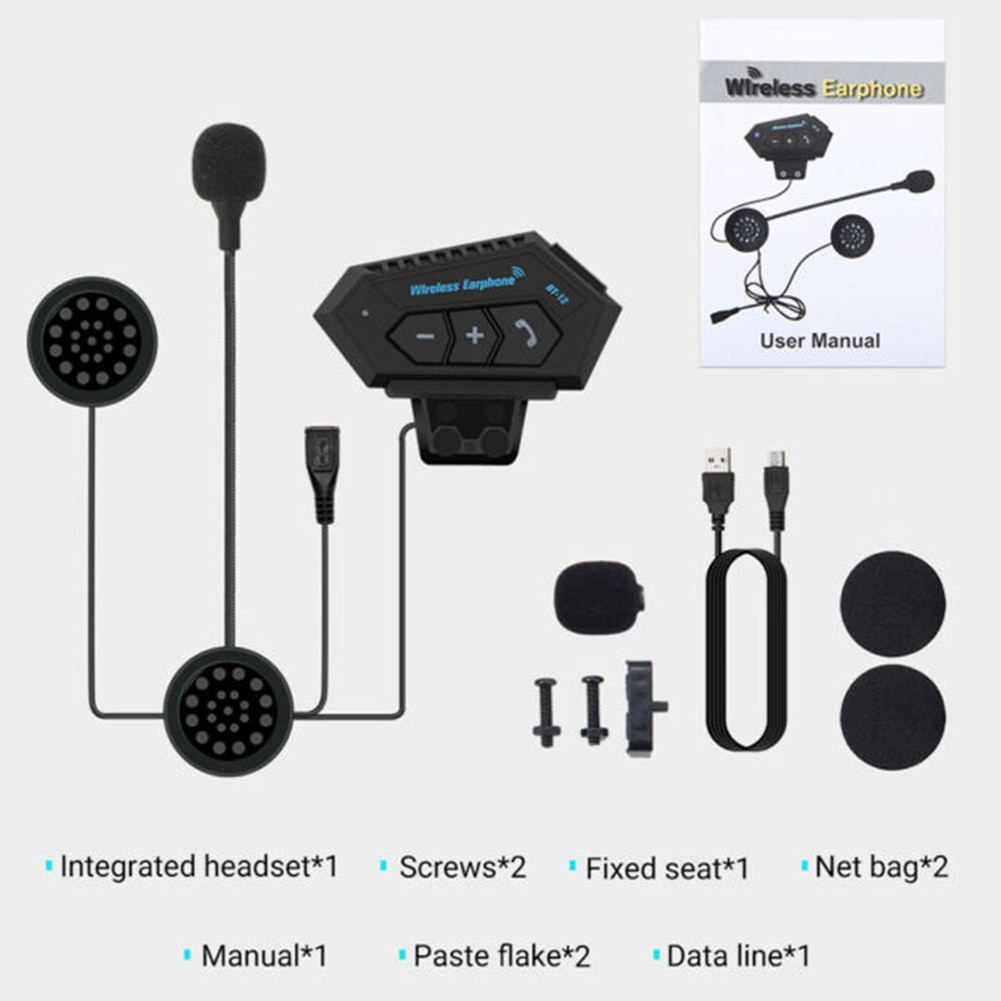 Wireless Earphone
User Manual
Wireless Earphone
BT-12
Integrated headset*1
Screws*2
Fixed seat*1
Net bag*2
Manual*1
Paste flake*2
Data line*1